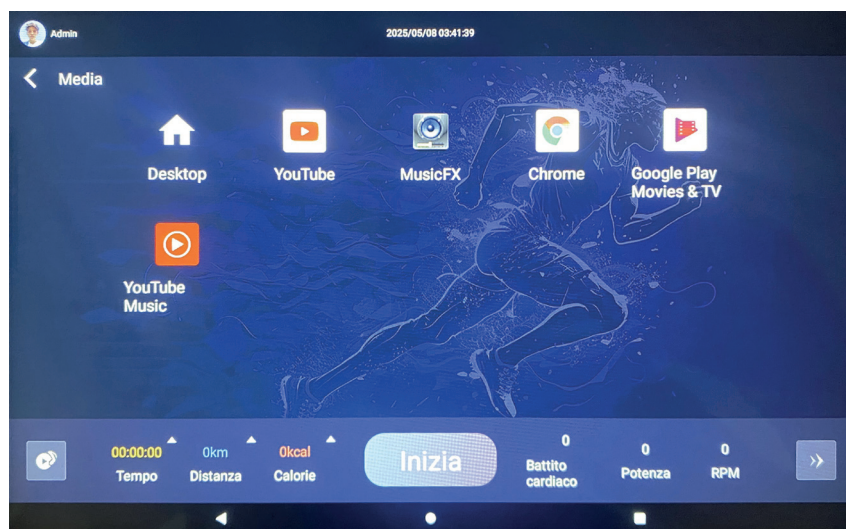 Admin
2025/05/08 03:41:39
Media
Desktop
YouTube
MusicFX
Chrome
Google Play
Movies & TV
YouTube
Music
00:00:00
Tempo
0km
Distanza
0kcal
Calorie
Inizia
0
Battito
cardiaco
0
Potenza
0
RPM